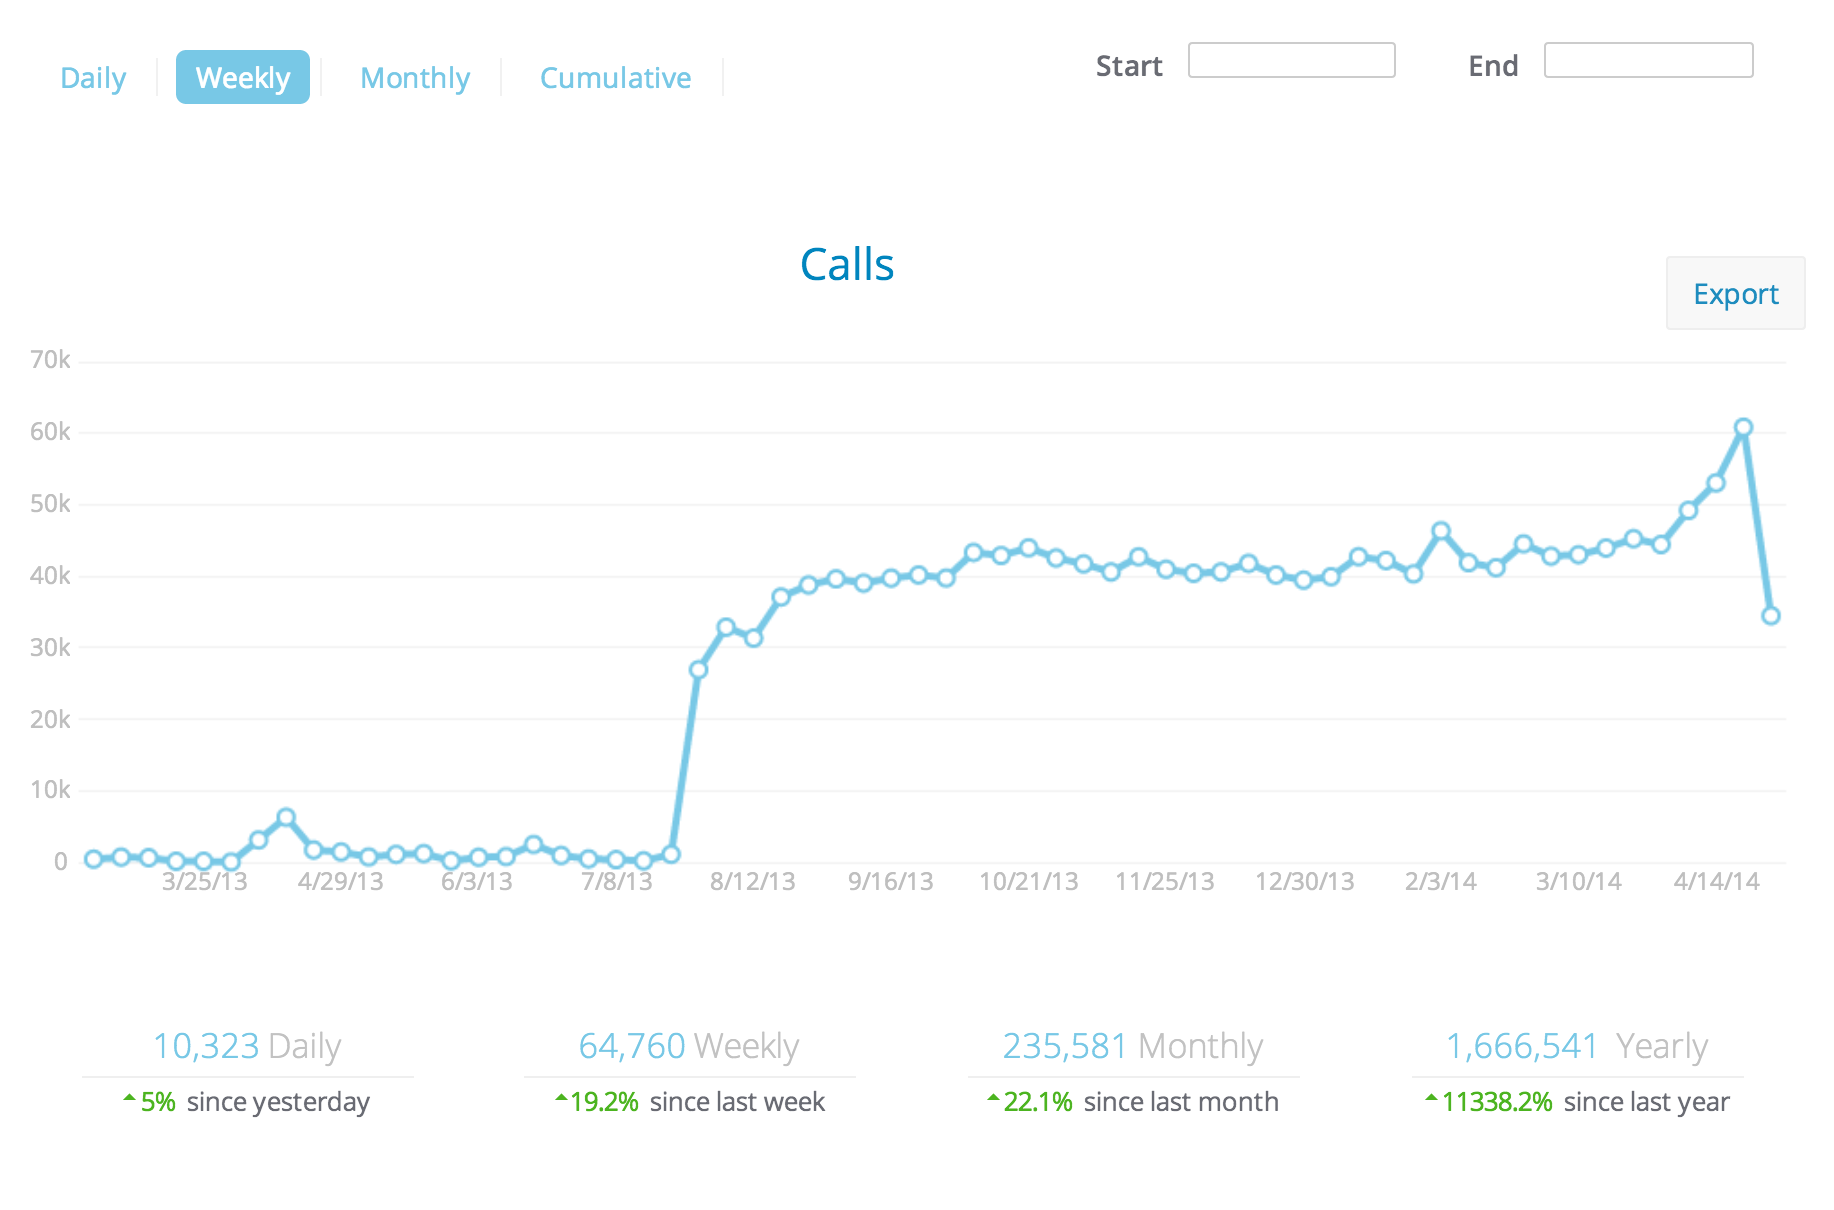 Daily Weekly Monthly Cumulative Start End
Calls
Export
70k
60k
50k
40k
30k
20k
10k
0
3/25/13 4/29/13 6/3/13 7/8/13 8/12/13 9/16/13 10/21/13 11/25/13 12/30/13 2/3/14 3/10/14 4/14/14
10,323 Daily 64,760 Weekly 235,581 Monthly 1,666,541 Yearly
5% since yesterday 19.2% since last week 22.1% since last month 11338.2% since last year